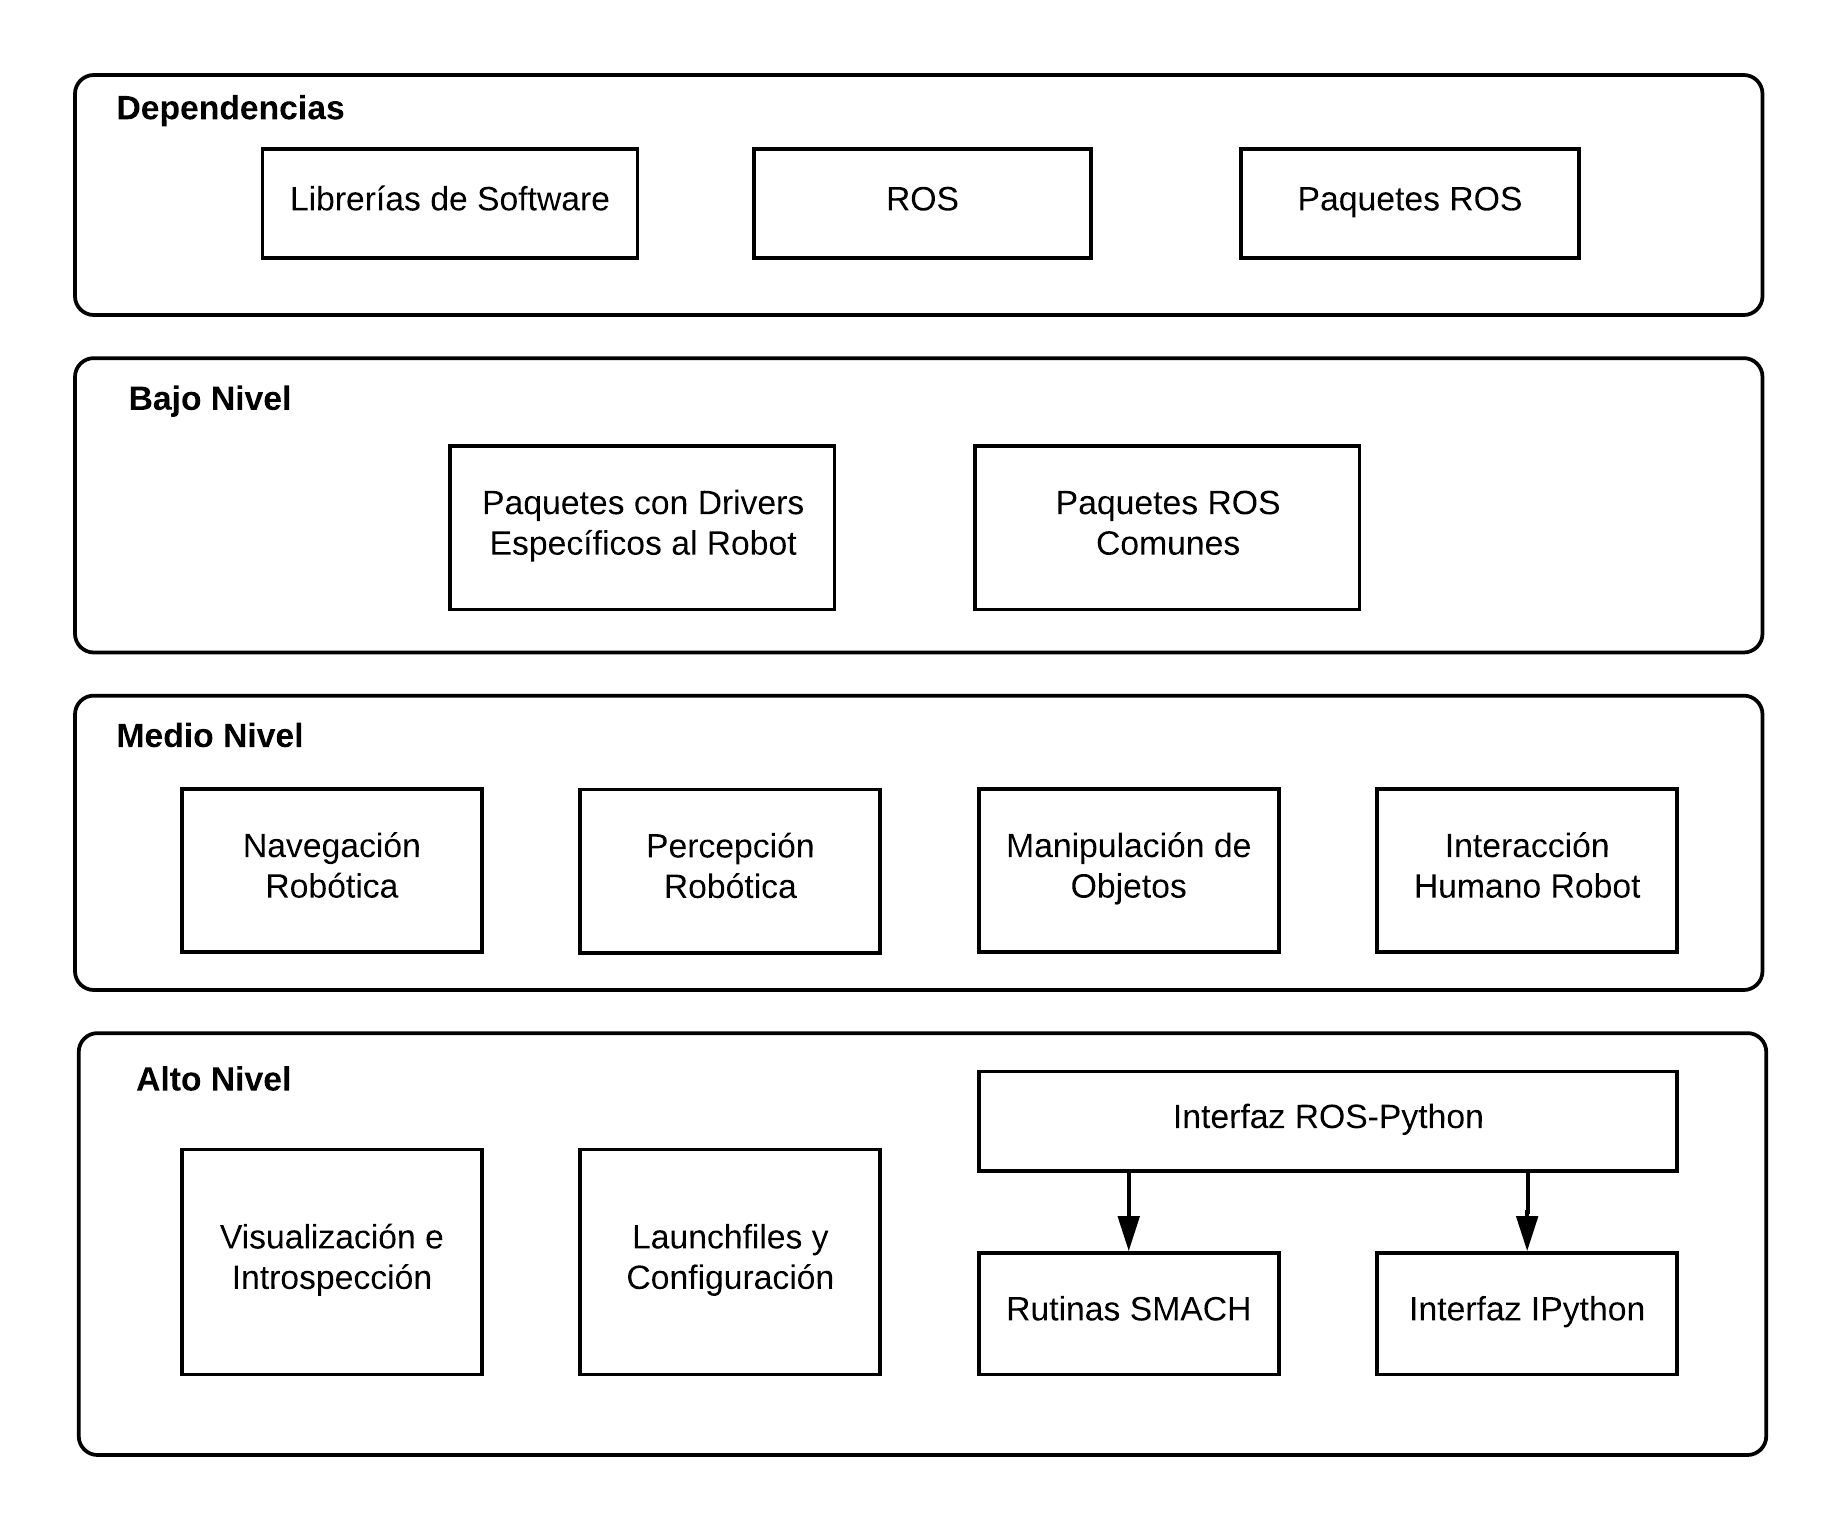 Dependencias
Librerías de Software
ROS
Paquetes ROS
Bajo Nivel
Paquetes con Drivers
Específicos al Robot
Paquetes ROS
Comunes
Medio Nivel
Navegación
Robótica
Percepción
Robótica
Manipulación de
Objetos
Interacción
Humano Robot
Alto Nivel
Interfaz ROS-Python
Visualización e
Introspección
Launchfiles y
Configuración
Rutinas SMACH
Interfaz IPython